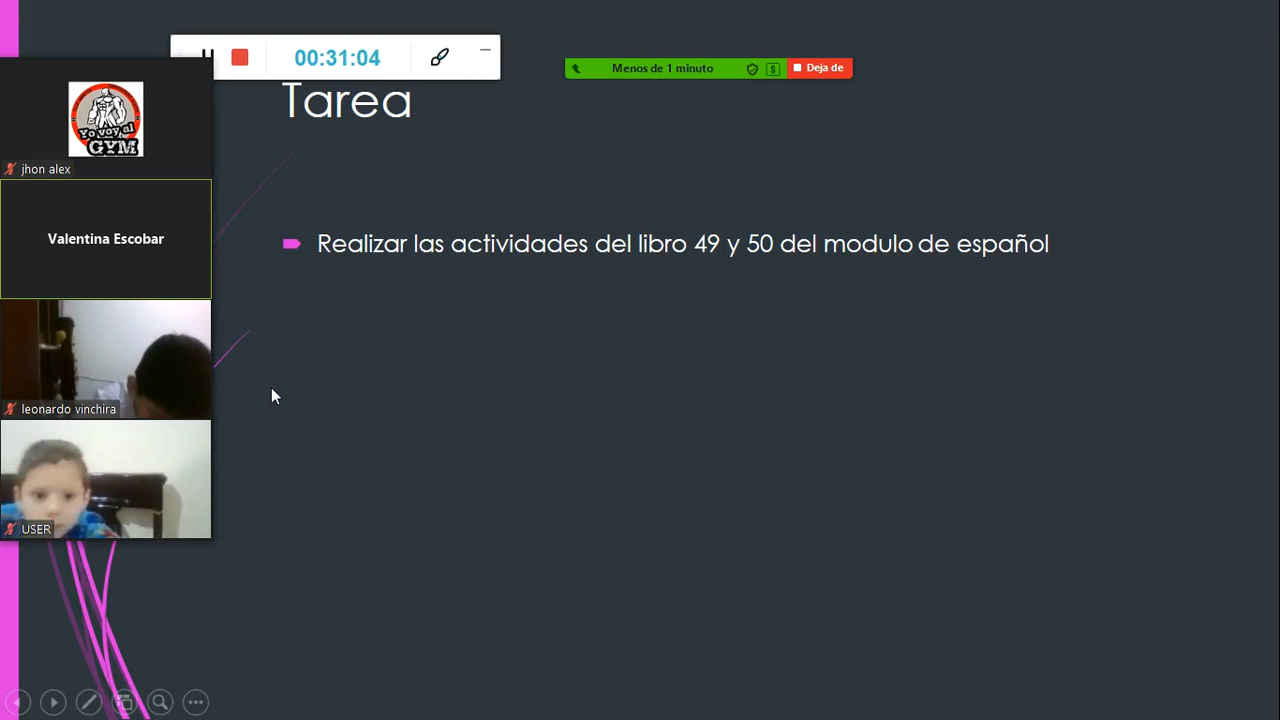 00:31:04
Menos de 1 minuto
$
Deja de
Tarea
Yo voy al
GYM
jhon alex
Valentina Escobar
Realizar las actividades del libro 49 y 50 del modulo de español
leonardo vinchira
USER